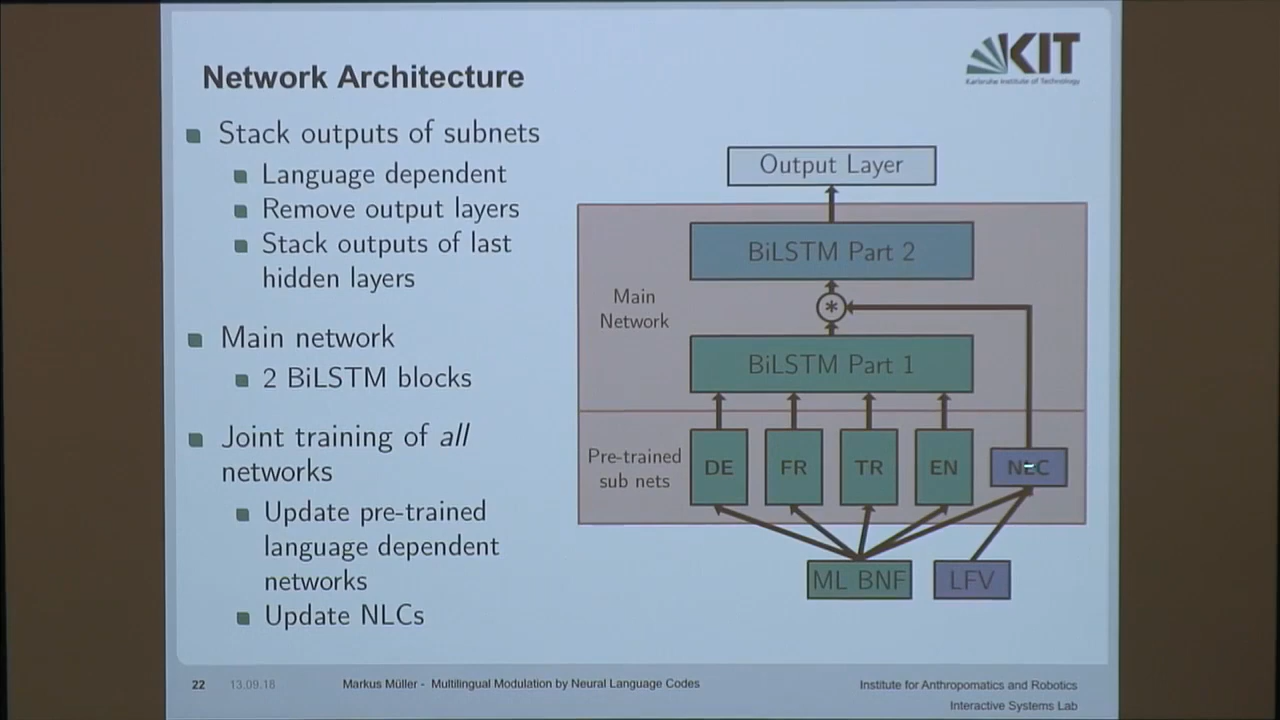 KIT
Karlsruhe Institute of Technology
Network Architecture
Stack outputs of subnets
Language dependent
Remove output layers
Stack outputs of last
hidden layers
Main network
2 BiLSTM blocks
Joint training of all
networks
Update pre-trained
language dependent
networks
Update NLCs
Output Layer
BiLSTM Part 2
Main
Network
*
BiLSTM Part 1
Pre-trained
sub nets
DE
FR
TR
EN
NLC
ML BNF
LFV
22
13.09.18
Markus Müller - Multilingual Modulation by Neural Language Codes
Institute for Anthropomatics and Robotics
Interactive Systems Lab